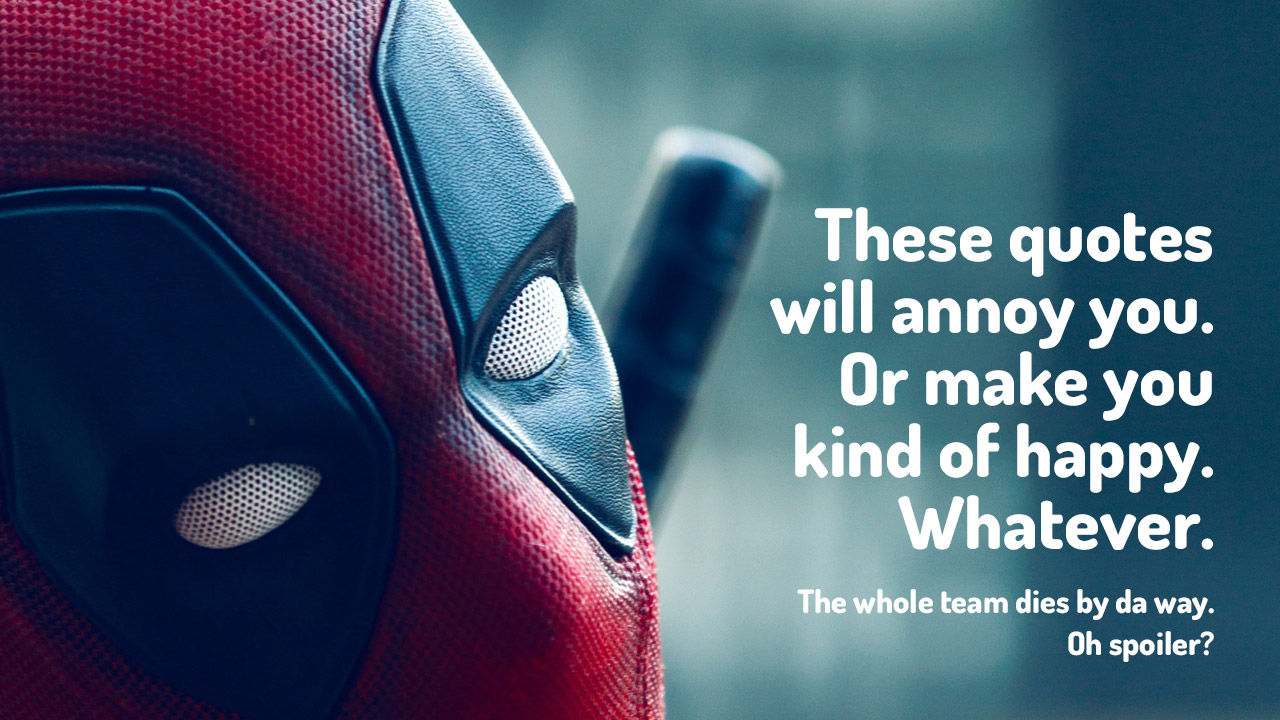 These quotes
will annoy you.
Or make you
kind of happy.
Whatever.
The whole team dies by da way.
Oh spoiler?